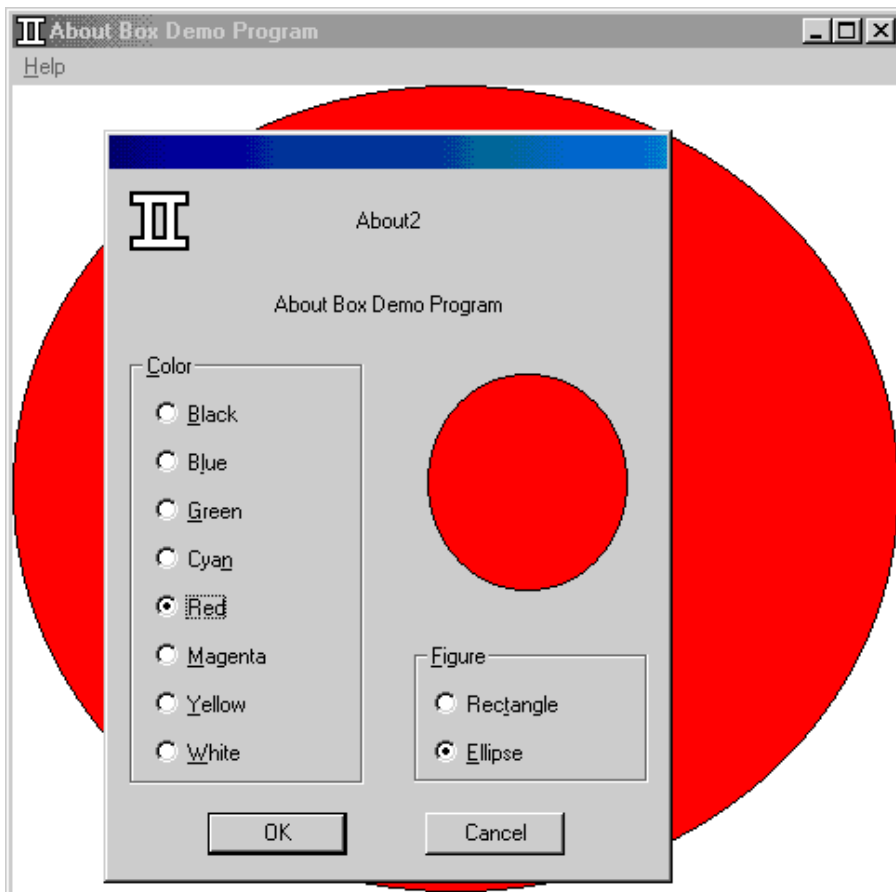 About Box Demo Program
Help
About2
About Box Demo Program
Color
Black
Blue
Green
Cyan
Red
Magenta
Yellow
White
Figure
Rectangle
Ellipse
OK
Cancel